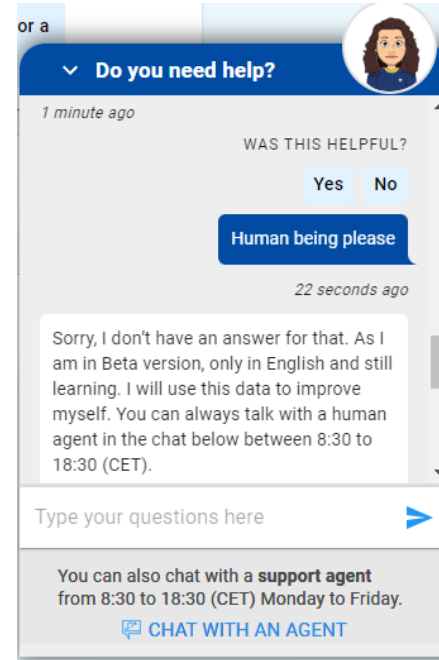 or a
Do you need help?
1 minute ago
WAS THIS HELPFUL?
Yes No
Human being please
22 seconds ago
Sorry, I don't have an answer for that. As I
am in Beta version, only in English and still
learning. I will use this data to improve
myself. You can always talk with a human
agent in the chat below between 8:30 to
18:30 (CET).
Type your questions here
You can also chat with a support agent
from 8:30 to 18:30 (CET) Monday to Friday.
CHAT WITH AN AGENT